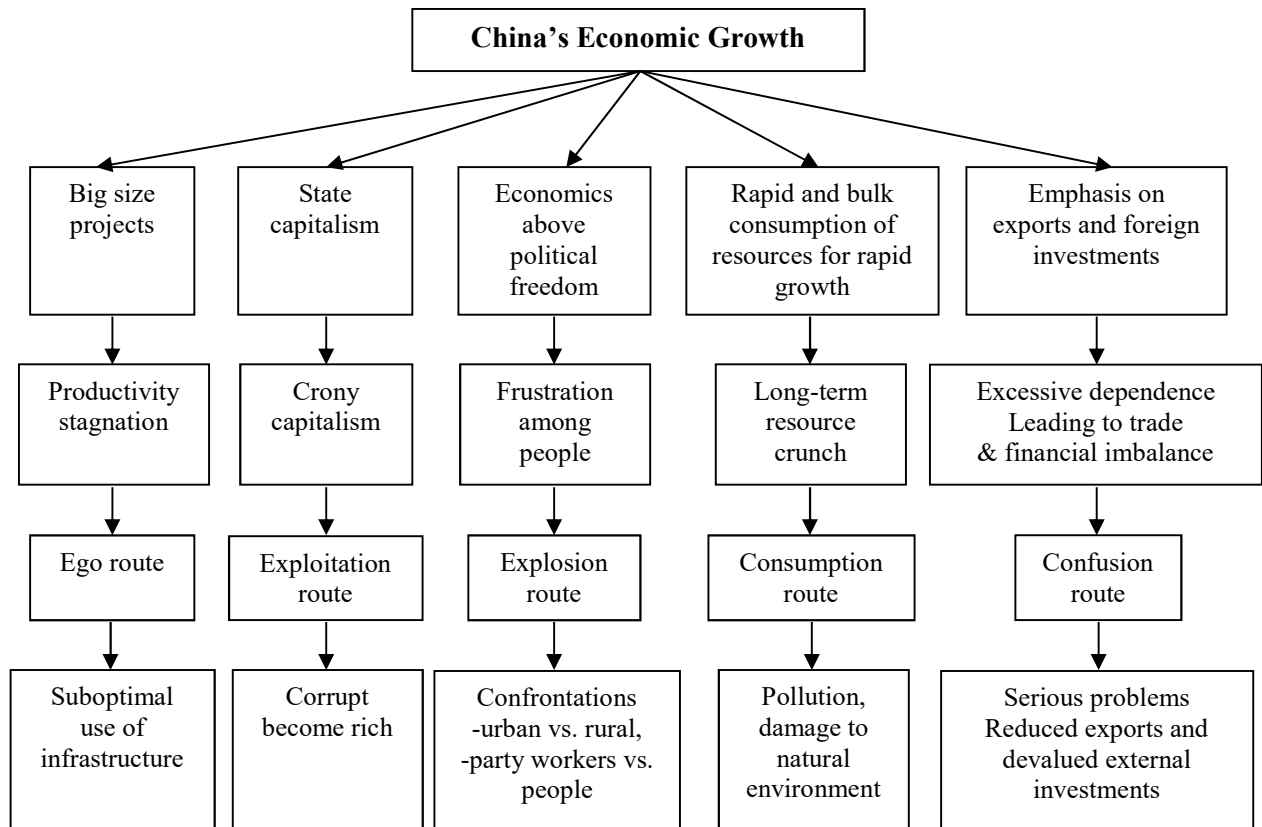 China's Economic Growth
Big size
projects
State
capitalism
Economics
above
political
freedom
Rapid and bulk
consumption of
resources for rapid
growth
Emphasis on
exports and foreign
investments
Productivity
stagnation
Crony
capitalism
Frustration
among
people
Long-term
resource
crunch
Excessive dependence
Leading to trade
& financial imbalance
Ego route
Exploitation
route
Explosion
route
Consumption
route
Confusion
route
Suboptimal
use of
infrastructure
Corrupt
become rich
Confrontations
-urban vs. rural,
-party workers vs.
people
Pollution,
damage to
natural
environment
Serious problems
Reduced exports and
devalued external
investments